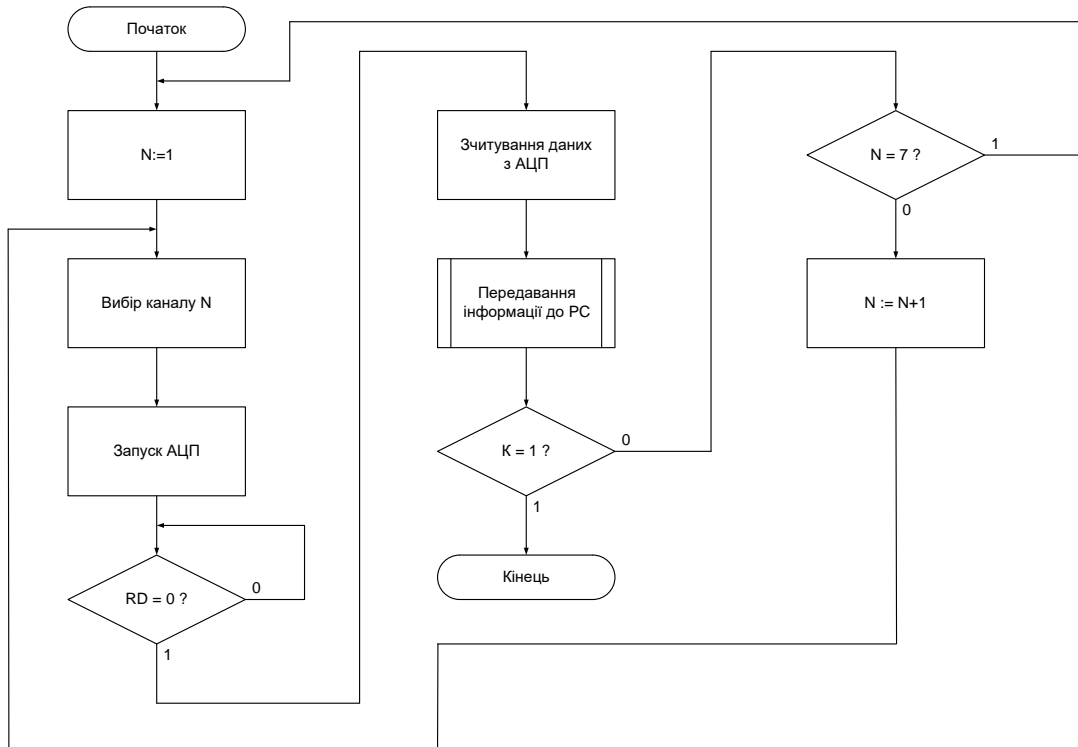 Початок
N:=1
Вибір каналу N
Запуск АЦП
RD = 0 ?
0
1
Зчитування даних
з АЦП
Передавання
інформації до PC
К = 1 ?
0
1
Кінець
N = 7 ?
1
0
N := N+1